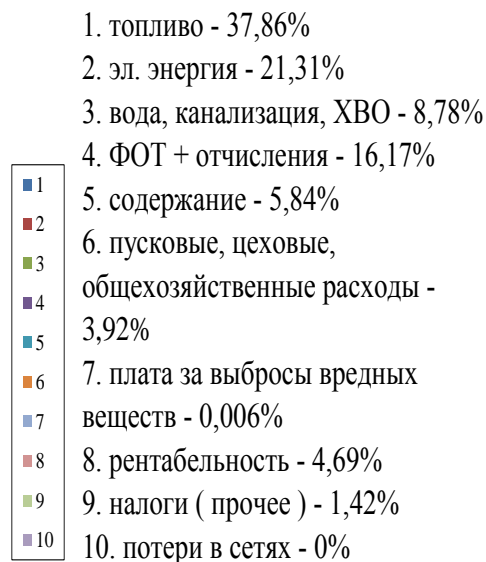 1. топливо - 37,86%
2. эл. энергия - 21,31%
3. вода, канализация, ХВО - 8,78%
4. ФОТ + отчисления - 16,17%
5. содержание - 5,84%
6. пусковые, цеховые,
общехозяйственные расходы -
3,92%
7. плата за выбросы вредных
веществ - 0,006%
8. рентабельность - 4,69%
9. налоги ( прочее ) - 1,42%
10. потери в сетях - 0%
1
2
3
4
5
6
7
8
9
10